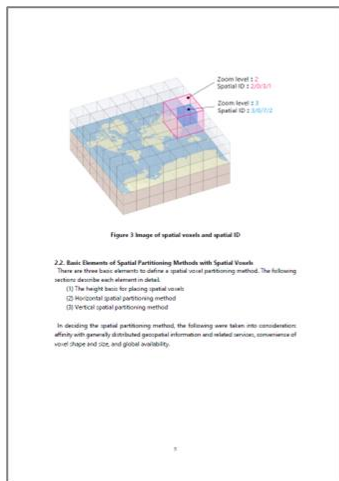 Zoom level : 2
Spatial ID : 2/0/3/1
Zoom level : 3
Spatial ID :
Figure 3 Image of spatial voxels and spatial ID
2.2. Basic Elements of Spatial Partitioning Methods with Spatial Voxels
There are three basic elements to define a spatial voxel partitioning method. The following
sections describe each element in detail.
(1) The height basis for placing spatial voxels
(2) Horizontal spatial partitioning method
(3) Vertical spatial partitioning method
In deciding the spatial partitioning method, the following were taken into consideration:
affinity with generally distributed geospatial information and related services, convenience of
voxel shape and size, and global availability.